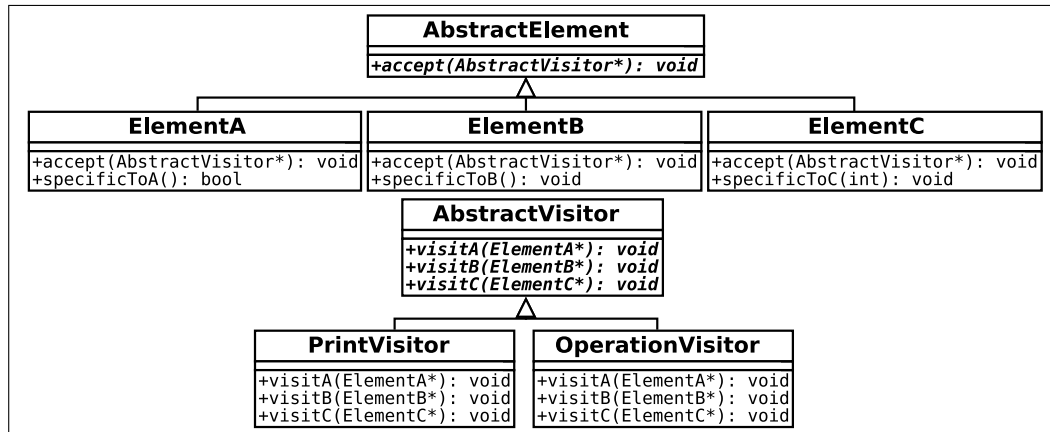 AbstractElement
+accept(AbstractVisitor*): void
ElementA
+accept(AbstractVisitor*): void
+specificToA(): bool
ElementB
+accept(AbstractVisitor*): void
+specificToB(): void
ElementC
+accept(AbstractVisitor*): void
+specificToC(int): void
AbstractVisitor
+visitA(ElementA*): void
+visitB(ElementB*): void
+visitC(ElementC*): void
PrintVisitor
+visitA(ElementA*): void
+visitB(ElementB*): void
+visitC(ElementC*): void
OperationVisitor
+visitA(ElementA*): void
+visitB(ElementB*): void
+visitC(ElementC*): void